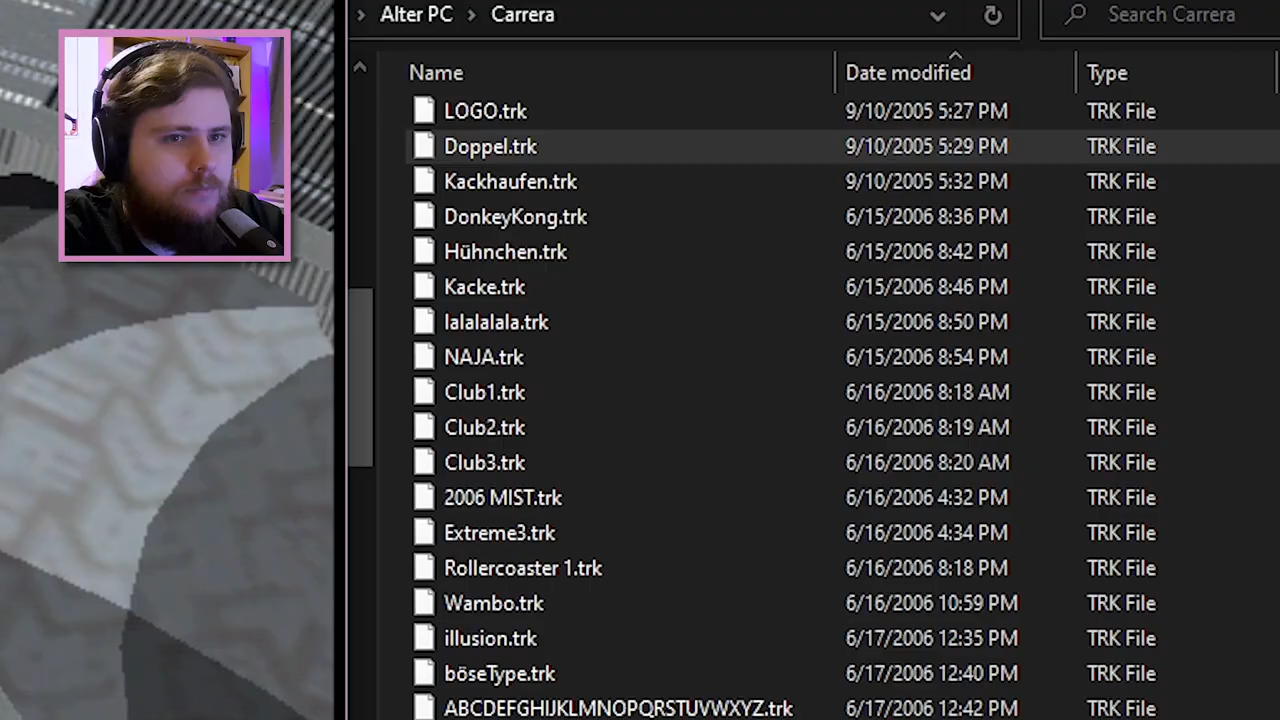 Alter PC > Carrera
Search Carrera
Name Date modified Type
LOGO.trk 9/10/2005 5:27 PM TRK File
Doppel.trk 9/10/2005 5:29 PM TRK File
Kackhaufen.trk 9/10/2005 5:32 PM TRK File
DonkeyKong.trk 6/15/2006 8:36 PM TRK File
Hühnchen.trk 6/15/2006 8:42 PM TRK File
Kacke.trk 6/15/2006 8:46 PM TRK File
lalalalala.trk 6/15/2006 8:50 PM TRK File
NAJA.trk 6/15/2006 8:54 PM TRK File
Club1.trk 6/16/2006 8:18 AM TRK File
Club2.trk 6/16/2006 8:19 AM TRK File
Club3.trk 6/16/2006 8:20 AM TRK File
2006 MIST.trk 6/16/2006 4:32 PM TRK File
Extreme3.trk 6/16/2006 4:34 PM TRK File
Rollercoaster 1.trk 6/16/2006 8:18 PM TRK File
Wambo.trk 6/16/2006 10:59 PM TRK File
illusion.trk 6/17/2006 12:35 PM TRK File
böseType.trk 6/17/2006 12:40 PM TRK File
ABCDEFGHIJKLMNOPQRSTUVWXYZ.trk 6/17/2006 12:42 PM TRK File